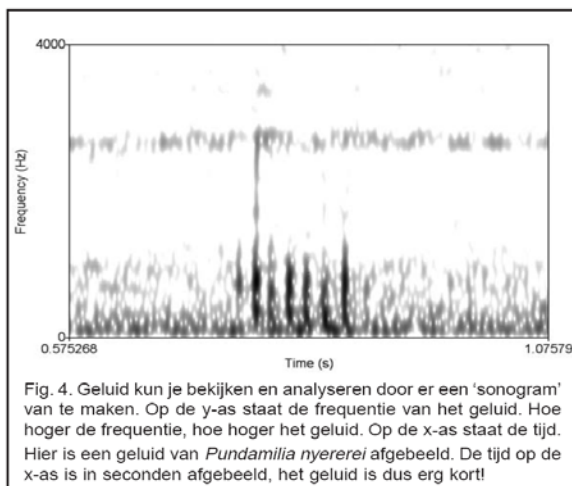 4000
Frequency (Hz)
0
0.575268
1.07579
Time (s)
Fig. 4. Geluid kun je bekijken en analyseren door er een ‘sonogram’
van te maken. Op de y-as staat de frequentie van het geluid. Hoe
hoger de frequentie, hoe hoger het geluid. Op de x-as staat de tijd.
Hier is een geluid van Pundamilia nyererei afgebeeld. De tijd op de
x-as is in seconden afgebeeld, het geluid is dus erg kort!